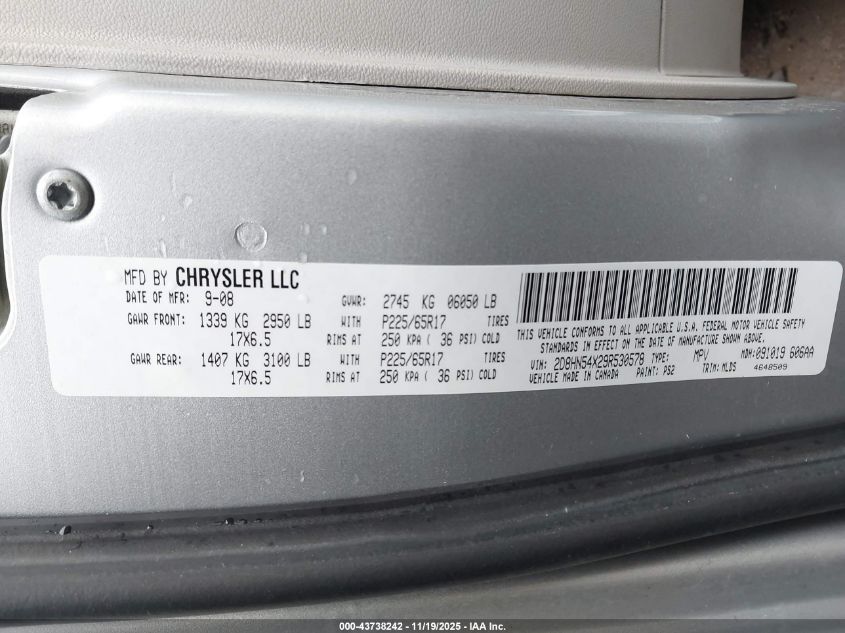 MFD BY CHRYSLER LLC
DATE OF MFR: 9-08 GVWR: 2745 KG 06050 LB
GAWR FRONT: 1339 KG 2950 LB WITH P225/65R17 TIRES
17X6.5 RIMS AT 250 KPA ( 36 PSI) COLD
GAWR REAR: 1407 KG 3100 LB WITH P225/65R17 TIRES
17X6.5 RIMS AT 250 KPA ( 36 PSI) COLD
THIS VEHICLE CONFORMS TO ALL APPLICABLE U.S.A. FEDERAL MOTOR VEHICLE SAFETY
STANDARDS IN EFFECT ON THE DATE OF MANUFACTURE SHOWN ABOVE.
VIN: 2D8HN54X29R530578 TYPE: MPV MDH:091019 606AA
VEHICLE MADE IN CANADA PAINT: PS2 TRIM: MLD5 4648509
000-43738242 - 11/19/2025 - IAA Inc.